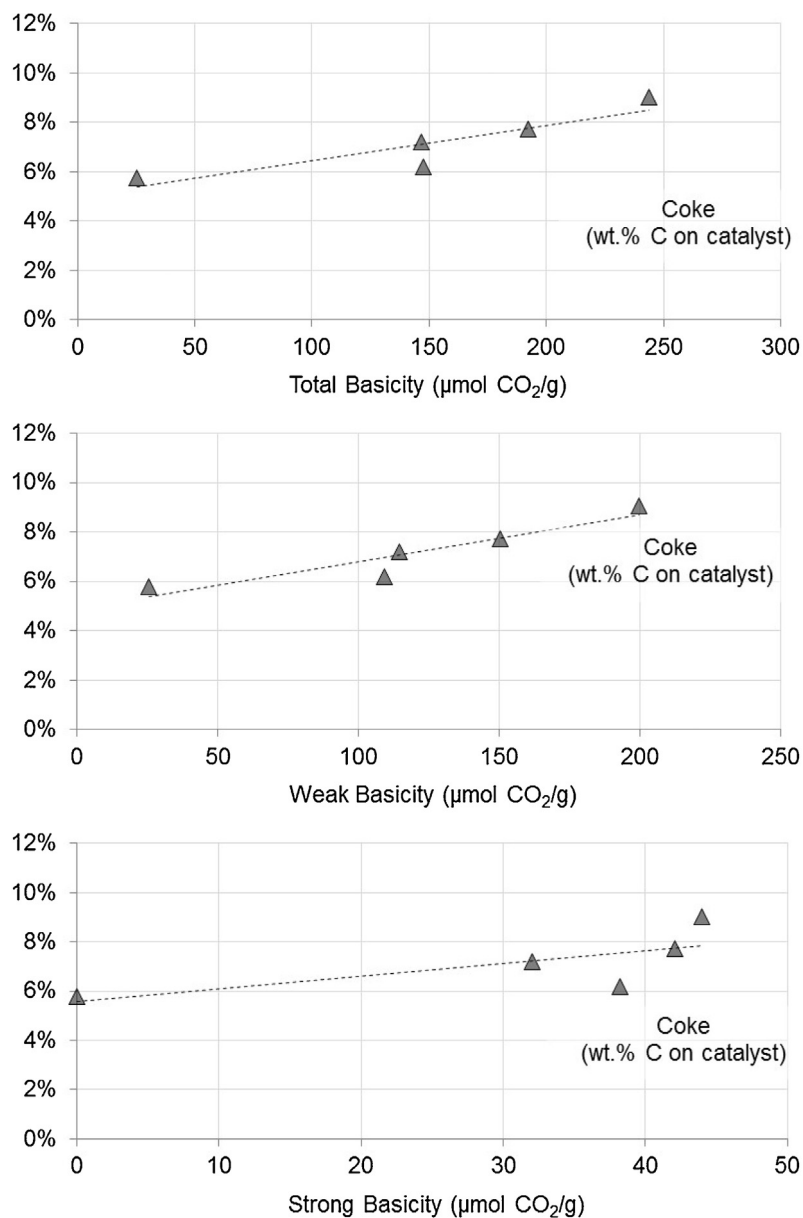 12%
10%
8%
6%
4%
2%
0%
0 50 100 150 200 250 300
Coke
(wt.% C on catalyst)
Total Basicity (µmol CO₂/g)
12%
10%
8%
6%
4%
2%
0%
0 50 100 150 200 250
Coke
(wt.% C on catalyst)
Weak Basicity (µmol CO₂/g)
12%
10%
8%
6%
4%
2%
0%
0 10 20 30 40 50
Coke
(wt.% C on catalyst)
Strong Basicity (µmol CO₂/g)